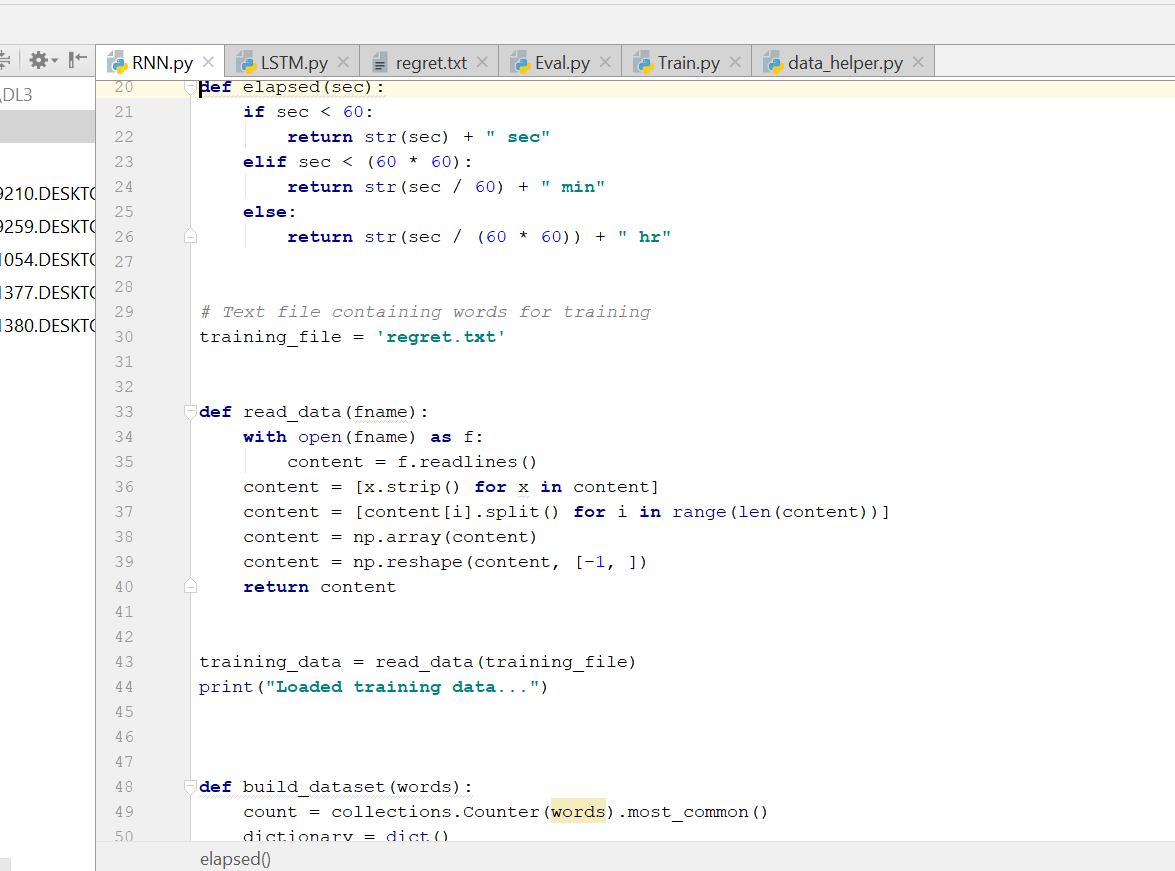 RNN.py LSTM.py regret.txt Eval.py Train.py data_helper.py
\DL3
20 def elapsed(sec):
21 if sec < 60:
22 return str(sec) + " sec"
23 elif sec < (60 * 60):
24 return str(sec / 60) + " min"
25 else:
26 return str(sec / (60 * 60)) + " hr"
27
28
29 # Text file containing words for training
30 training_file = 'regret.txt'
31
32
33 def read_data(fname):
34 with open(fname) as f:
35 content = f.readlines()
36 content = [x.strip() for x in content]
37 content = [content[i].split() for i in range(len(content))]
38 content = np.array(content)
39 content = np.reshape(content, [-1, ])
40 return content
41
42
43 training_data = read_data(training_file)
44 print("Loaded training data...")
45
46
47
48 def build_dataset(words):
49 count = collections.Counter(words).most_common()
50 dictionary = dict()
9210.DESKTO
9259.DESKTO
1054.DESKTO
1377.DESKTO
1380.DESKTO
elapsed()